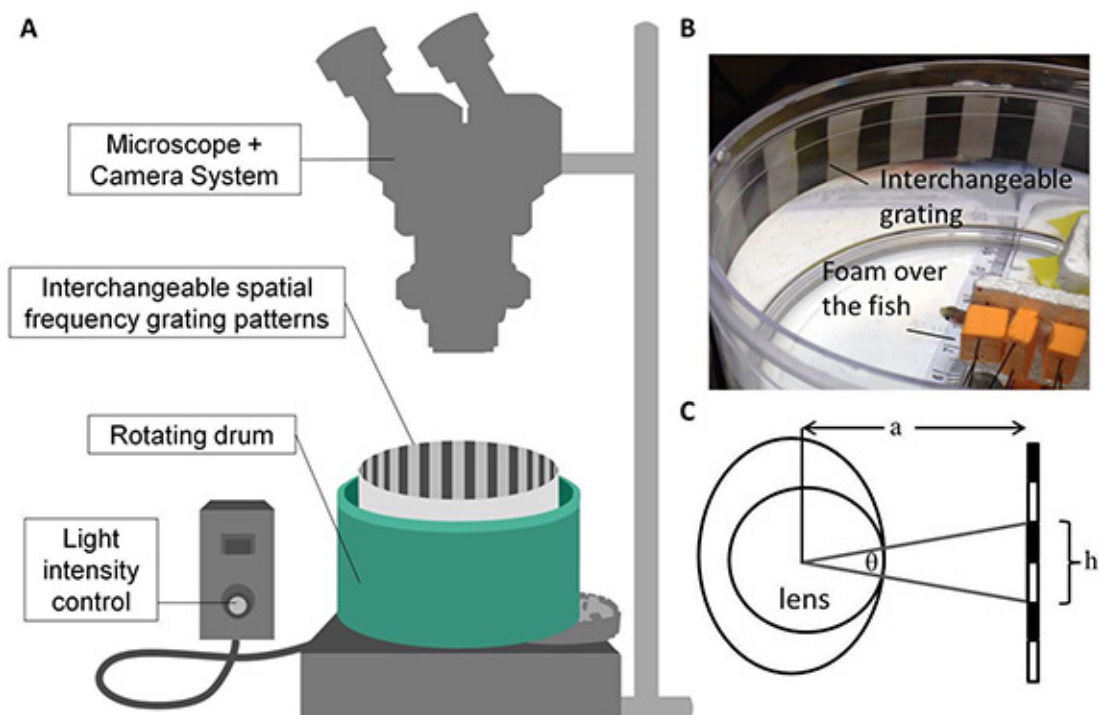 A
Microscope +
Camera System
Interchangeable spatial
frequency grating patterns
Rotating drum
Light
intensity
control
B
Interchangeable
grating
Foam over
the fish
C
a
θ
h
lens